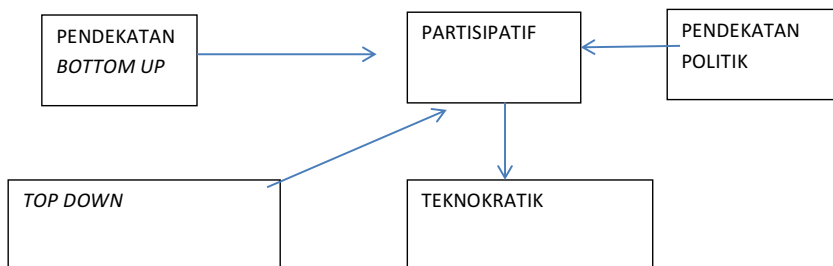 PENDEKATAN
BOTTOM UP
PARTISIPATIF
PENDEKATAN
POLITIK
TOP DOWN
TEKNOKRATIK